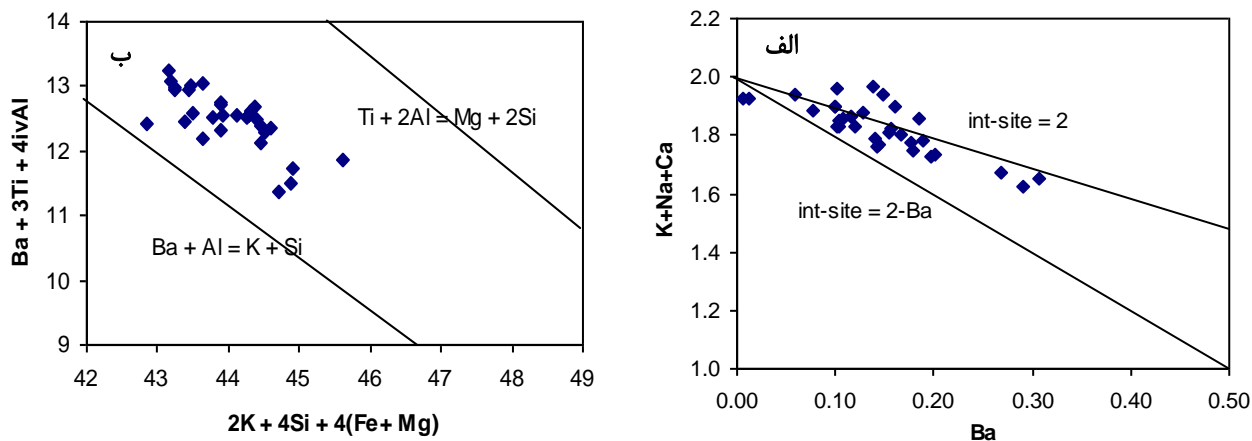 ب
Ba + 3Ti + 4ivAl
14
13
12
11
10
9
Ti + 2Al = Mg + 2Si
Ba + Al = K + Si
42 43 44 45 46 47 48 49
2K + 4Si + 4(Fe+ Mg)
الف
K+Na+Ca
2.0
1.8
1.6
1.4
1.2
1.0
int-site = 2
int-site = 2-Ba
0.00 0.10 0.20 0.30 0.40 0.50
Ba